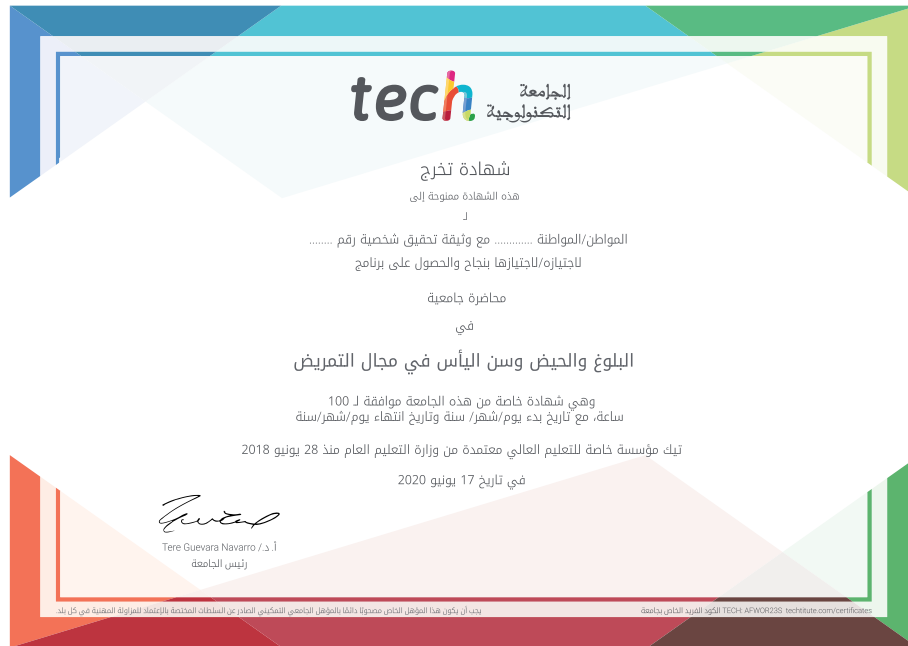 tech الجامعة
التكنولوجية
شهادة تخرج
هذه الشهادة ممنوحة إلى
لـ
المواطن/المواطنة ............. مع وثيقة تحقيق شخصية رقم ........
لاجتيازه/لاجتيازها بنجاح والحصول على برنامج
محاضرة جامعية
في
البلوغ والحيض وسن اليأس في مجال التمريض
وهي شهادة خاصة من هذه الجامعة موافقة لـ 100
ساعة، مع تاريخ بدء يوم/شهر/ سنة وتاريخ انتهاء يوم/شهر/سنة
تيك مؤسسة خاصة للتعليم العالي معتمدة من وزارة التعليم العام منذ 28 يونيو 2018
في تاريخ 17 يونيو 2020
أ. د./ Tere Guevara Navarro
رئيس الجامعة
يجب أن يكون هذا المؤهل الخاص مصحوبًا دائمًا بالمؤهل الجامعي التمكيني الصادر عن السلطات المختصة بالإعتماد للمزاولة المهنية في كل بلد.
الكود الفريد الخاص بجامعة TECH: AFWOR23S techtitute.com/certificates